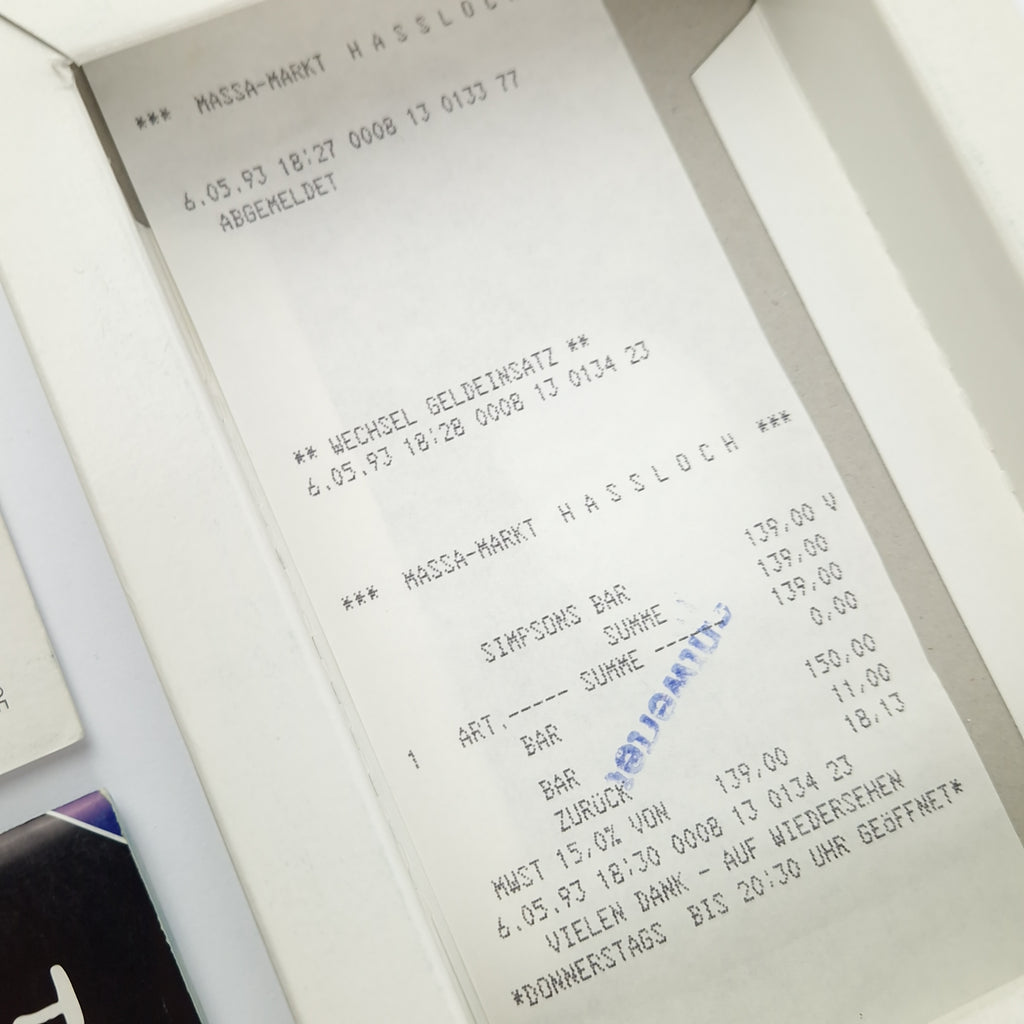 *** MASSA-MARKT H A S S L O C H
6.05.93 18:27 0008 13 0133 77
ABGEMELDET
** WECHSEL GELDEINSATZ **
6.05.93 18:28 0008 13 0134 23
*** MASSA-MARKT H A S S L O C H ***
SIMPSONS BAR 139,00 V
SUMME 139,00
1 ART.----- SUMME ------ 139,00
BAR 0,00
BAR 150,00
ZURÜCK 11,00
MWST 15,0% VON 139,00 18,13
6.05.93 18:30 0008 13 0134 23
VIELEN DANK - AUF WIEDERSEHEN
*DONNERSTAGS BIS 20:30 UHR GEÖFFNET*